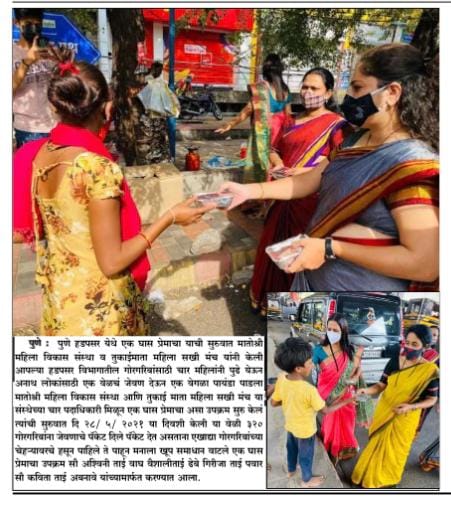 पुणे : पुणे हडपसर येथे एक घास प्रेमाचा याची सुरुवात मातोश्री
महिला विकास संस्था व तुकाईमाता महिला सखी मंच यांनी केली
आपल्या हडपसर विभागातील गोरगरिबांसाठी चार महिलांनी पुढे येऊन
अनाथ लोकांसाठी एक वेळचं जेवण देऊन एक वेगळा पायंडा पाडला
मातोश्री महिला विकास संस्था आणि तुकाई माता महिला सखी मंच या
संस्थेच्या चार पदाधिकारी मिळून एक घास प्रेमाचा असा उपक्रम सुरु केलं
त्यांची सुरुवात दि २८/ ५/ २०२१ या दिवशी केली या वेळी ३२०
गोरगरिबांना जेवणाचे पॅकेट दिले पॅकेट देत असताना एखाद्या गोरगरिबांच्या
चेहऱ्यावरचे हसून पाहिले ते पाहून मनाला खूप समाधान वाटले एक घास
प्रेमाचा उपक्रम सौ अश्विनी ताई वाघ वैशालीताई ढेबे गिरीजा ताई पवार
सौ कविता ताई अबनावे यांच्यामार्फत करण्यात आला.